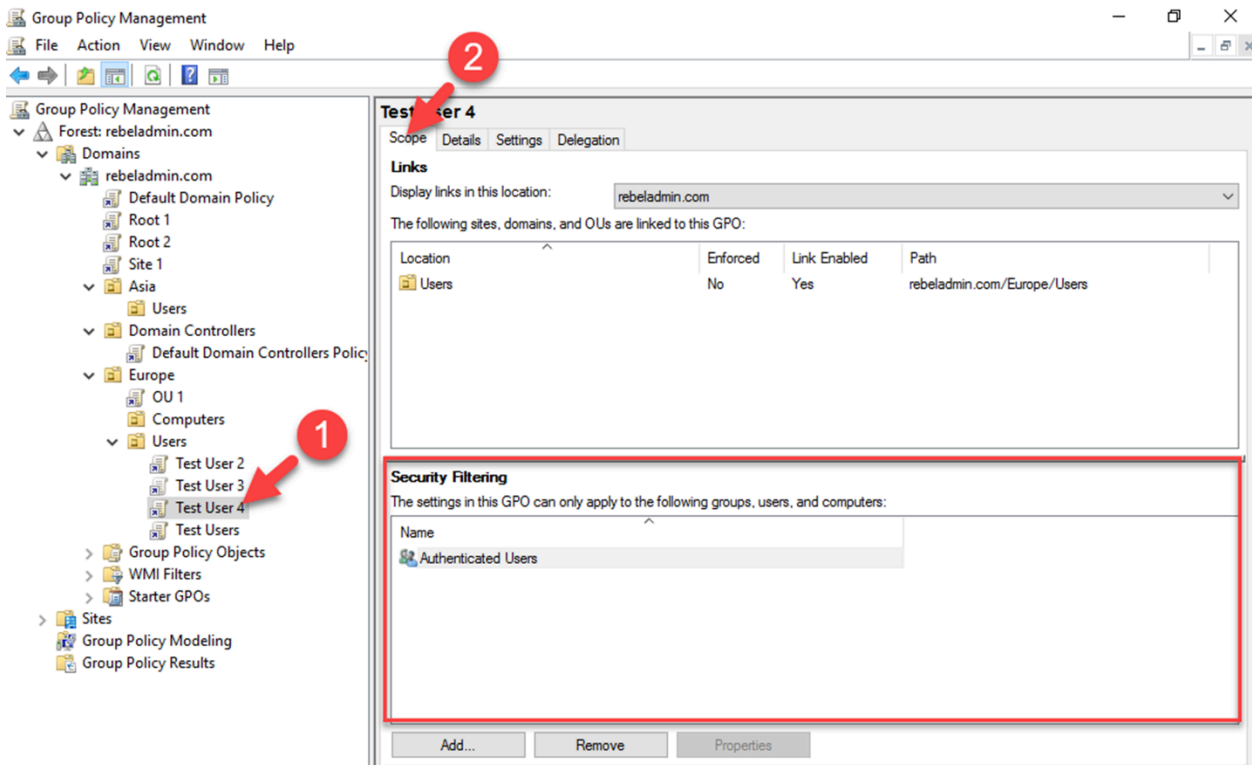 Group Policy Management
File Action View Window Help
2
Group Policy Management
Forest: rebeladmin.com
Domains
rebeladmin.com
Default Domain Policy
Root 1
Root 2
Site 1
Asia
Users
Domain Controllers
Default Domain Controllers Policy
Europe
OU 1
Computers
Users
1
Test User 2
Test User 3
Test User 4
Test Users
Group Policy Objects
WMI Filters
Starter GPOs
Sites
Group Policy Modeling
Group Policy Results
Test User 4
Scope Details Settings Delegation
Links
Display links in this location: rebeladmin.com
The following sites, domains, and OUs are linked to this GPO:
Location Enforced Link Enabled Path
Users No Yes rebeladmin.com/Europe/Users
Security Filtering
The settings in this GPO can only apply to the following groups, users, and computers:
Name
Authenticated Users
Add... Remove Properties